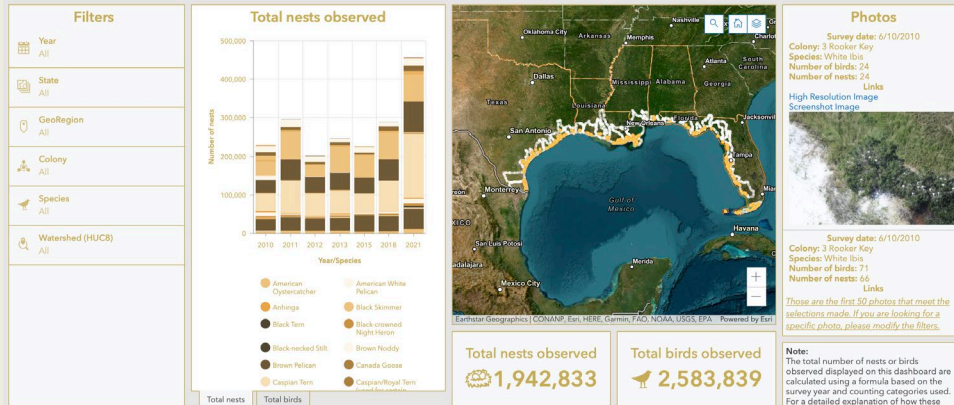 Filters
Year
All
State
All
GeoRegion
All
Colony
All
Species
All
Watershed (HUC8)
All
Total nests observed
500,000
400,000
300,000
200,000
100,000
0
Number of nests
2010
2011
2012
2013
2015
2018
2021
Year/Species
American
Oystercatcher
American White
Pelican
Anhinga
Black Skimmer
Black Tern
Black-crowned
Night Heron
Black-necked Stilt
Brown Noddy
Brown Pelican
Canada Goose
Caspian Tern
Caspian/Royal Tern
Total nests
Total birds
Nashville
Oklahoma City
Arkansas
Memphis
Charlot
Atlanta
South
Carolina
Dallas
Mississippi
Alabama
Georgia
Texas
Louisiana
Jacksonvil
New Orleans
Florida
San Antonio
Tampa
Monterrey
Miar
Gulf of
Mexico
Havana
San Luis Potosi
adalajara
Merida
Mexico City
Earthstar Geographics | CONANP, Esri, HERE, Garmin, FAO, NOAA, USGS, EPA
Powered by Esri
Total nests observed
1,942,833
Total birds observed
2,583,839
Photos
Survey date: 6/10/2010
Colony: 3 Rooker Key
Species: White Ibis
Number of birds: 24
Number of nests: 24
Links
High Resolution Image
Screenshot Image
Survey date: 6/10/2010
Colony: 3 Rooker Key
Species: White Ibis
Number of birds: 71
Number of nests: 66
Links
Those are the first 50 photos that meet the
selections made. If you are looking for a
specific photo, please modify the filters.
Note:
The total number of nests or birds
observed displayed on this dashboard are
calculated using a formula based on the
survey year and counting categories used.
For a detailed explanation of how these